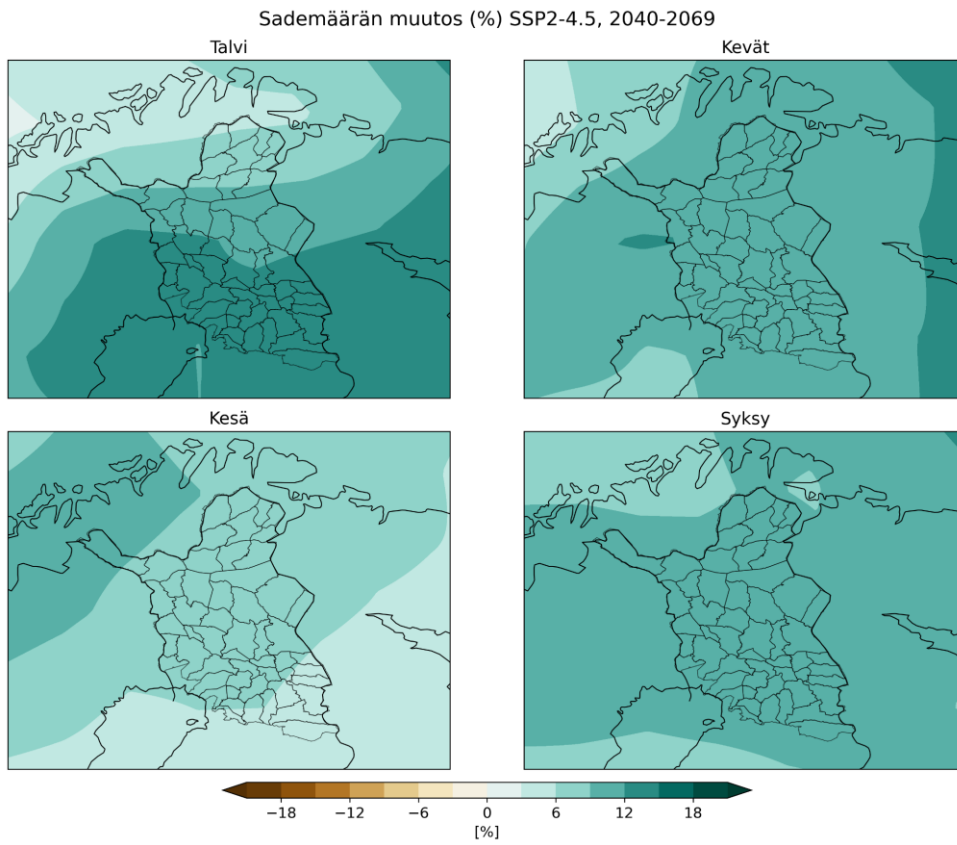 Sademäärän muutos (%) SSP2-4.5, 2040-2069
Talvi
Kevät
Kesä
Syksy
−18 −12 −6 0 6 12 18
[%]